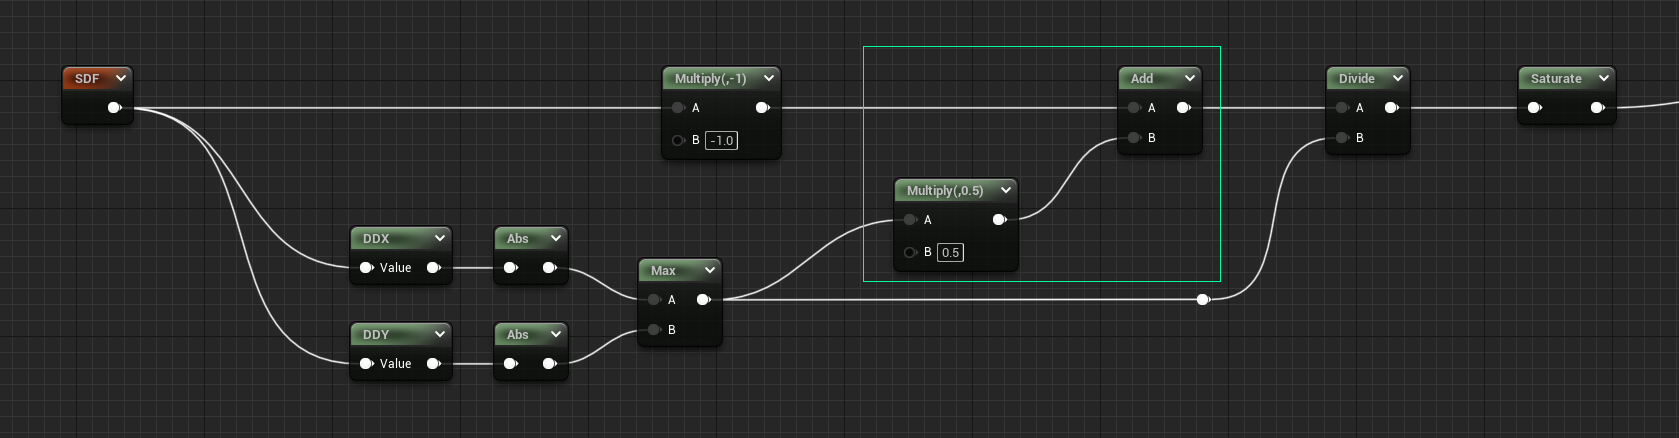 SDF
Multiply(,-1)
A
B -1.0
Add
A
B
Divide
A
B
Saturate
Multiply(,0.5)
A
B 0.5
DDX
Value
Abs
Max
A
B
DDY
Value
Abs